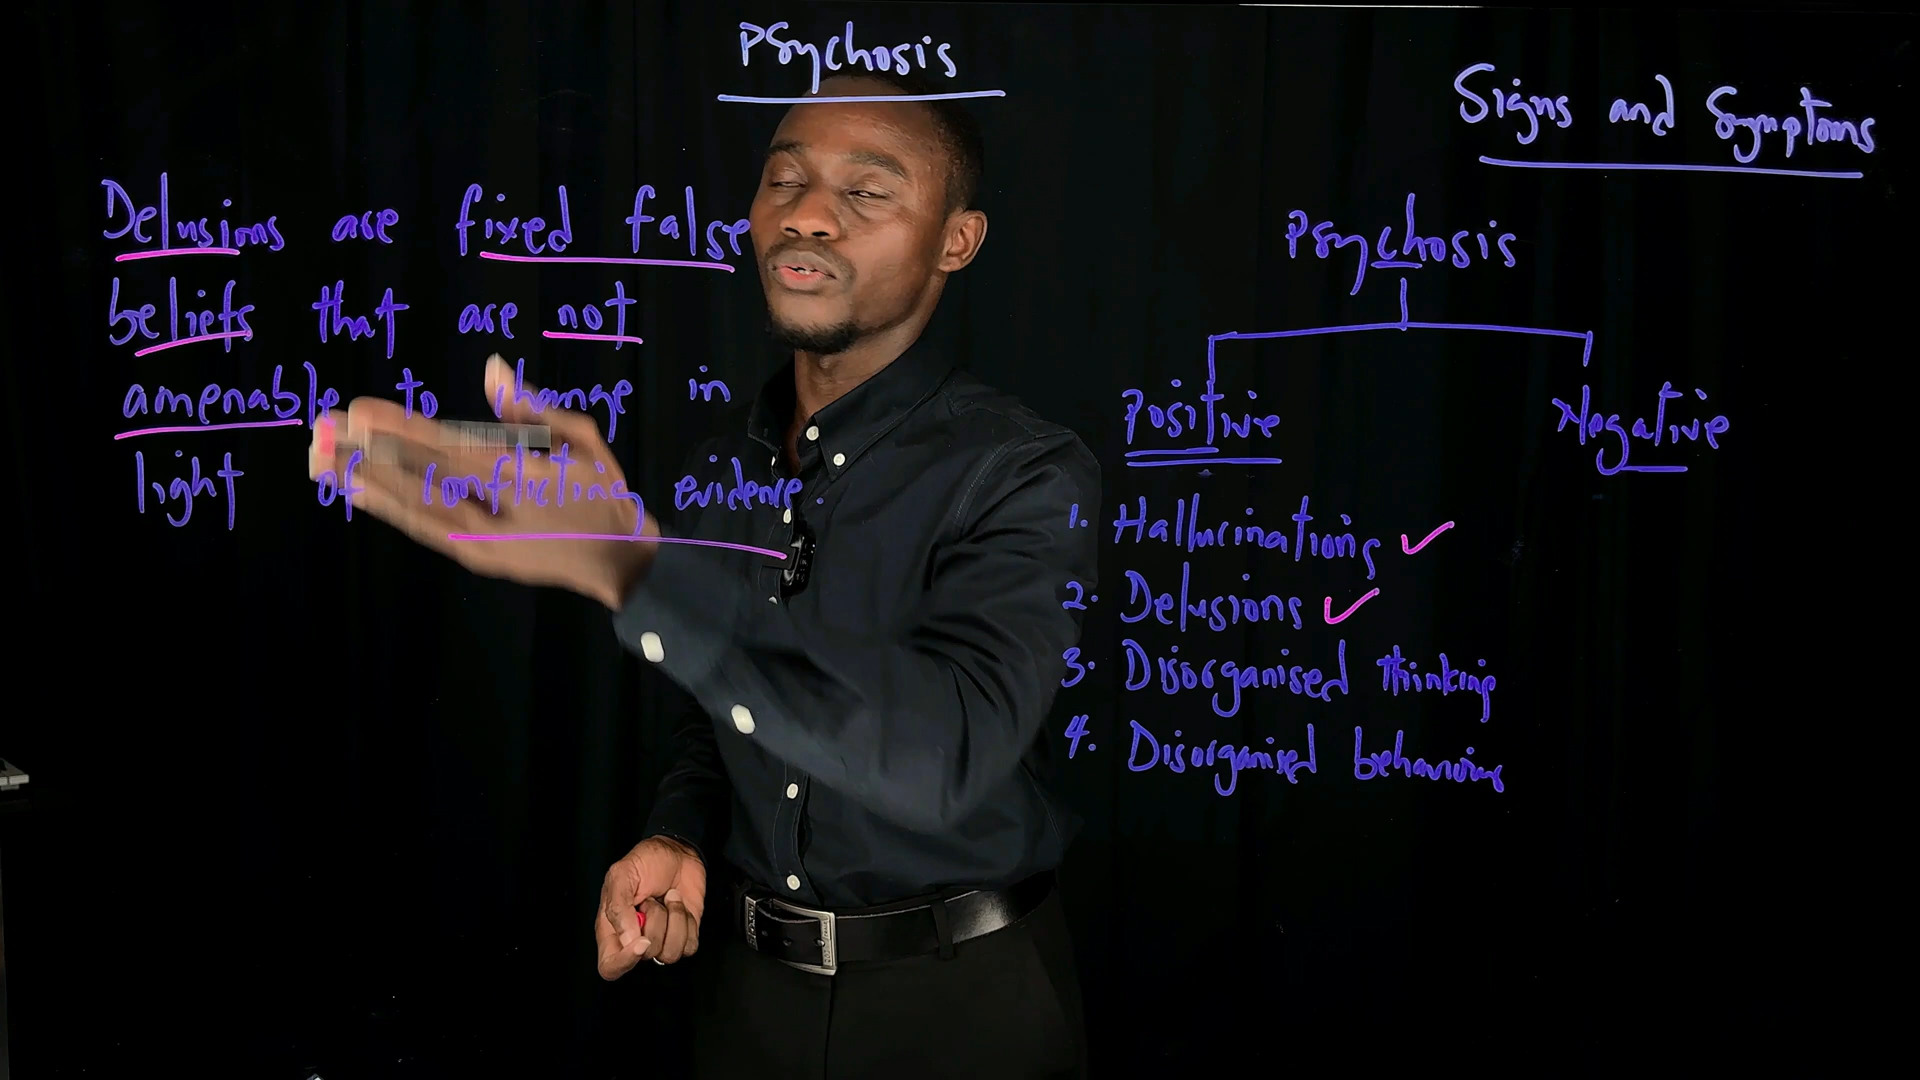 Psychosis
Signs and Symptoms
Delusions are fixed false
beliefs that are not
amenable to change in
light of conflicting evidence.
Psychosis
Positive
Negative
1. Hallucinations ✓
2. Delusions ✓
3. Disorganised thinking
4. Disorganised behaviour